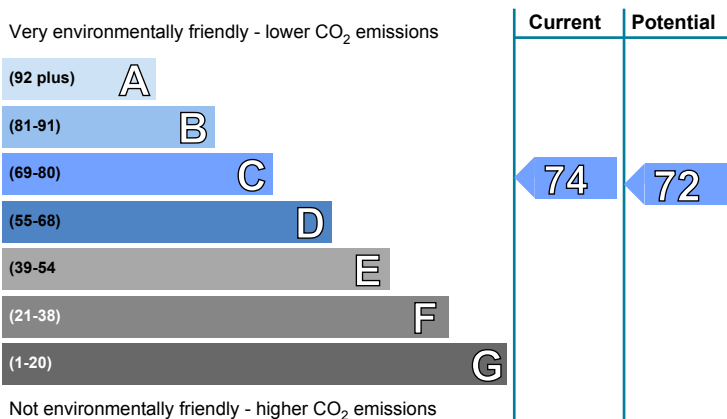 Very environmentally friendly - lower CO2 emissions
Current
Potential
(92 plus) A
(81-91) B
(69-80) C
74
72
(55-68) D
(39-54 E
(21-38) F
(1-20) G
Not environmentally friendly - higher CO2 emissions